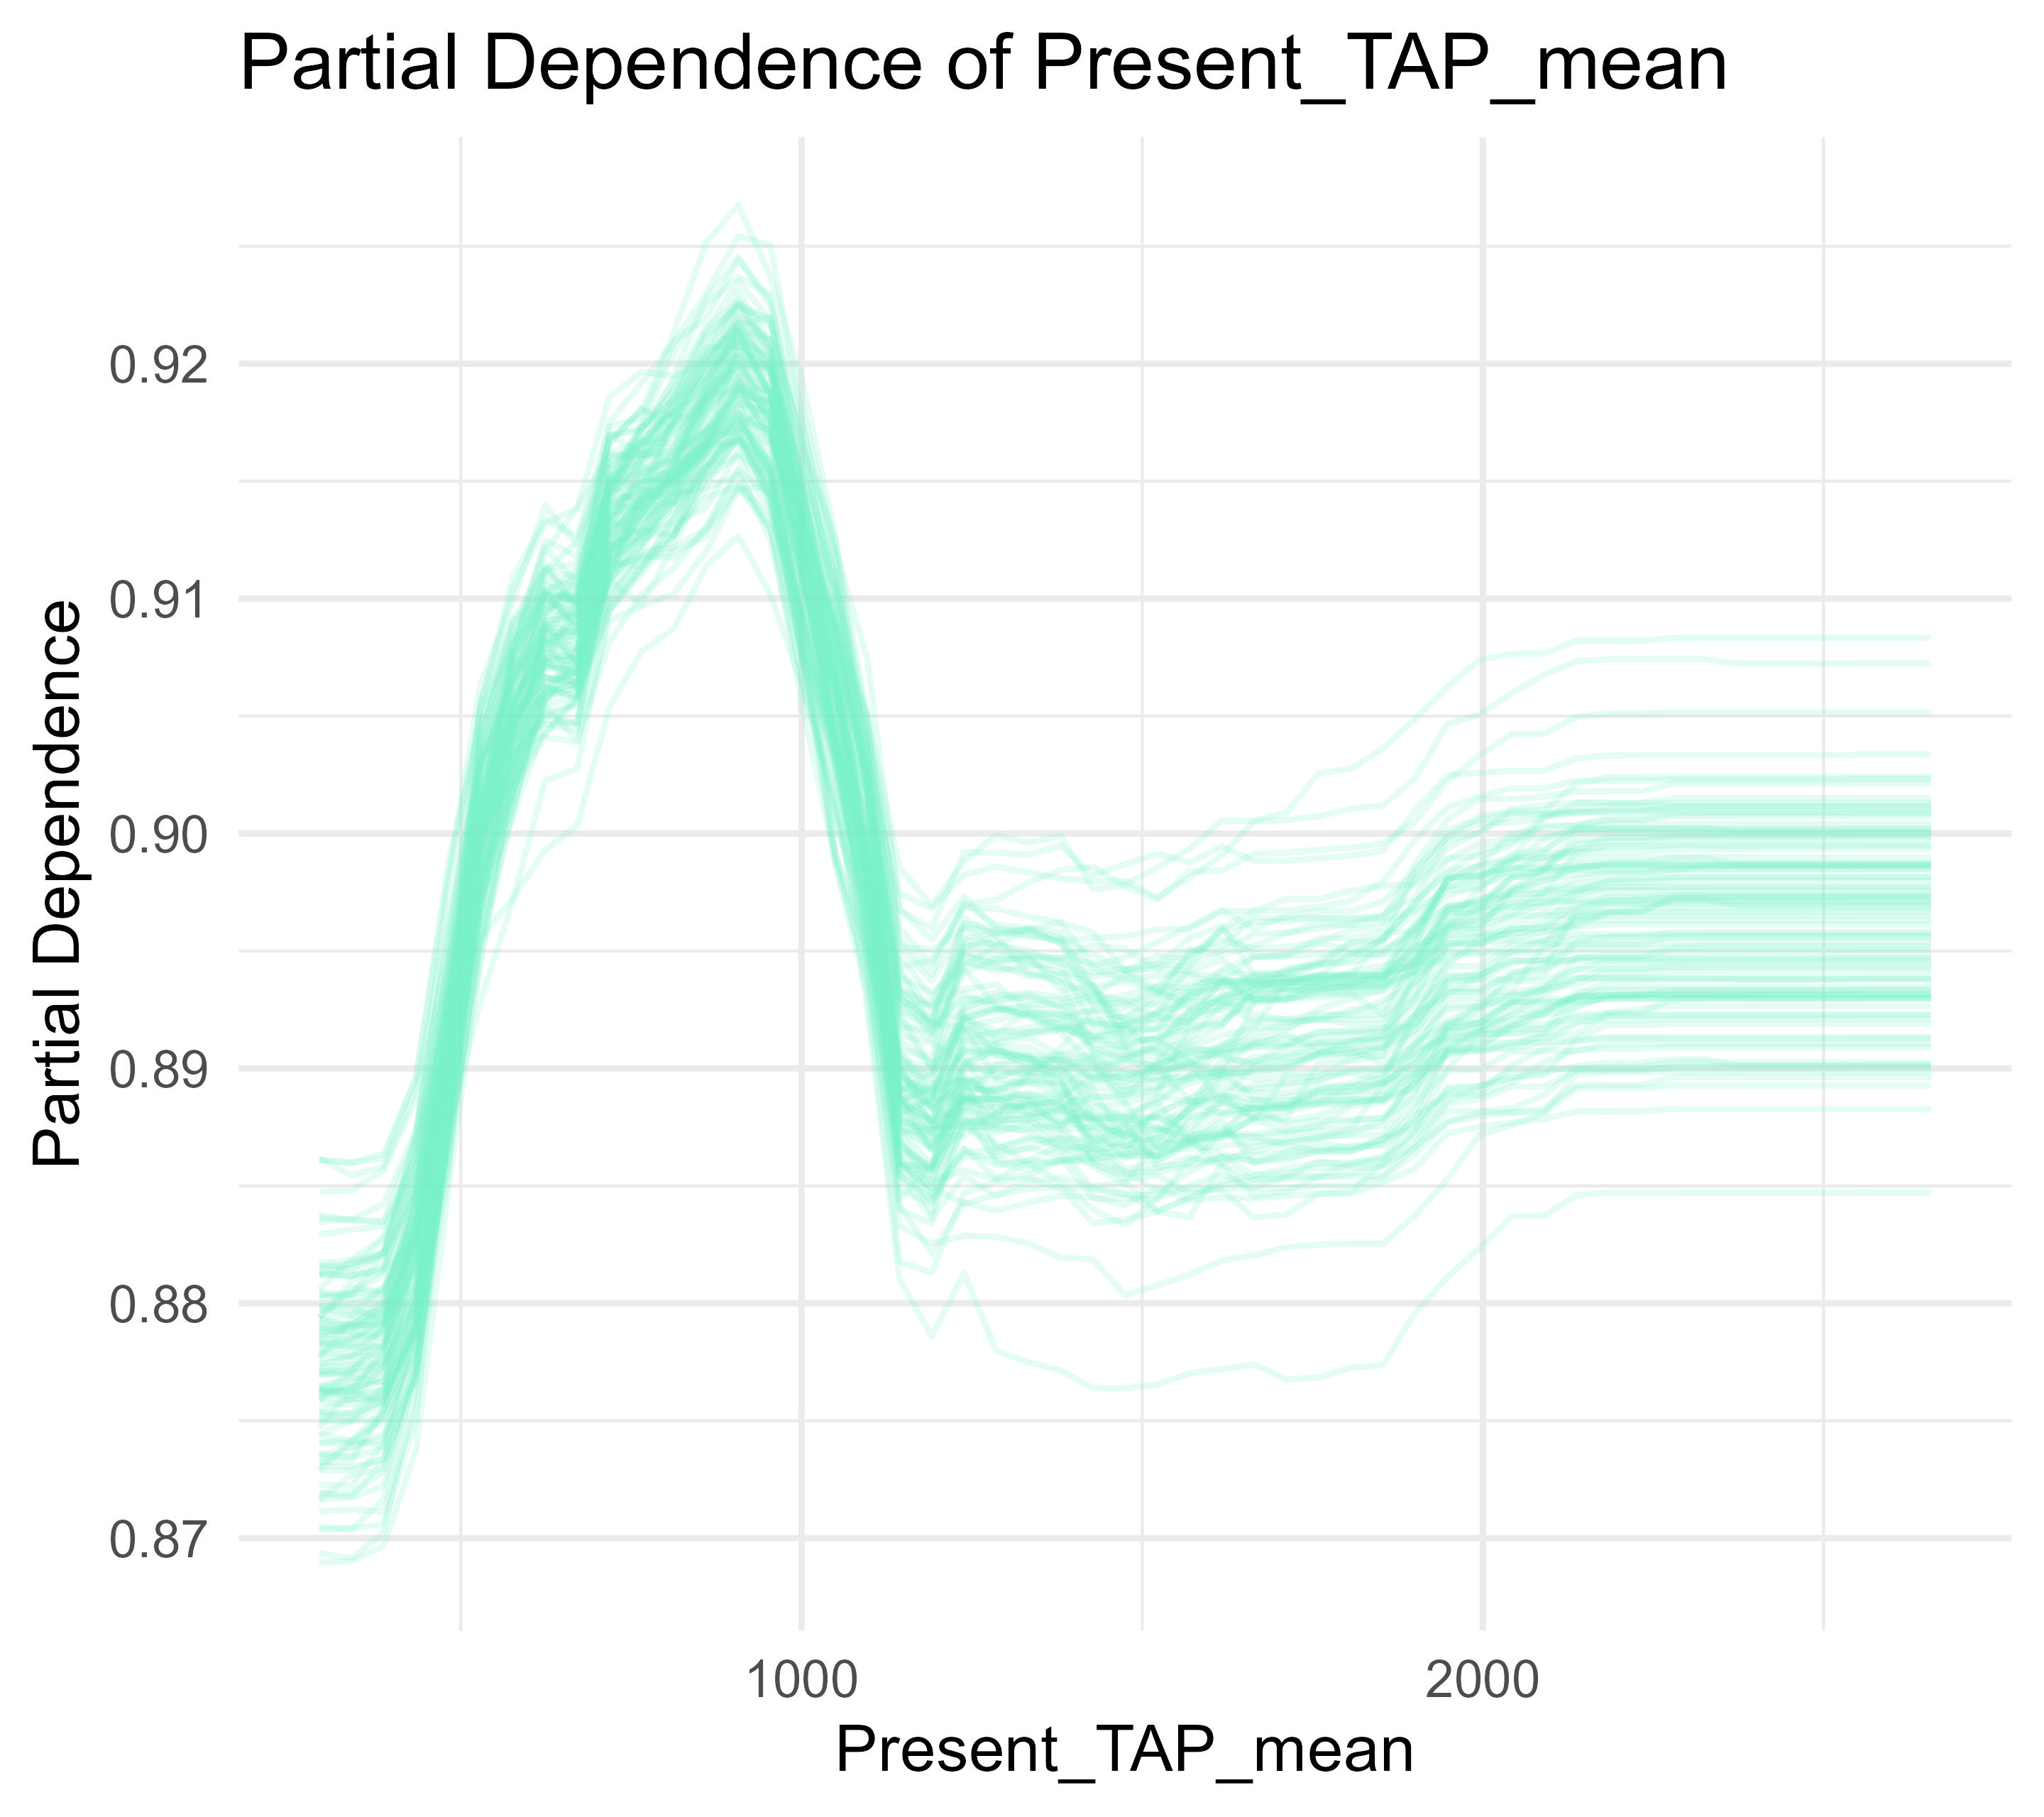 Partial Dependence of Present_TAP_mean
Partial Dependence
0.92
0.91
0.90
0.89
0.88
0.87
1000
2000
Present_TAP_mean